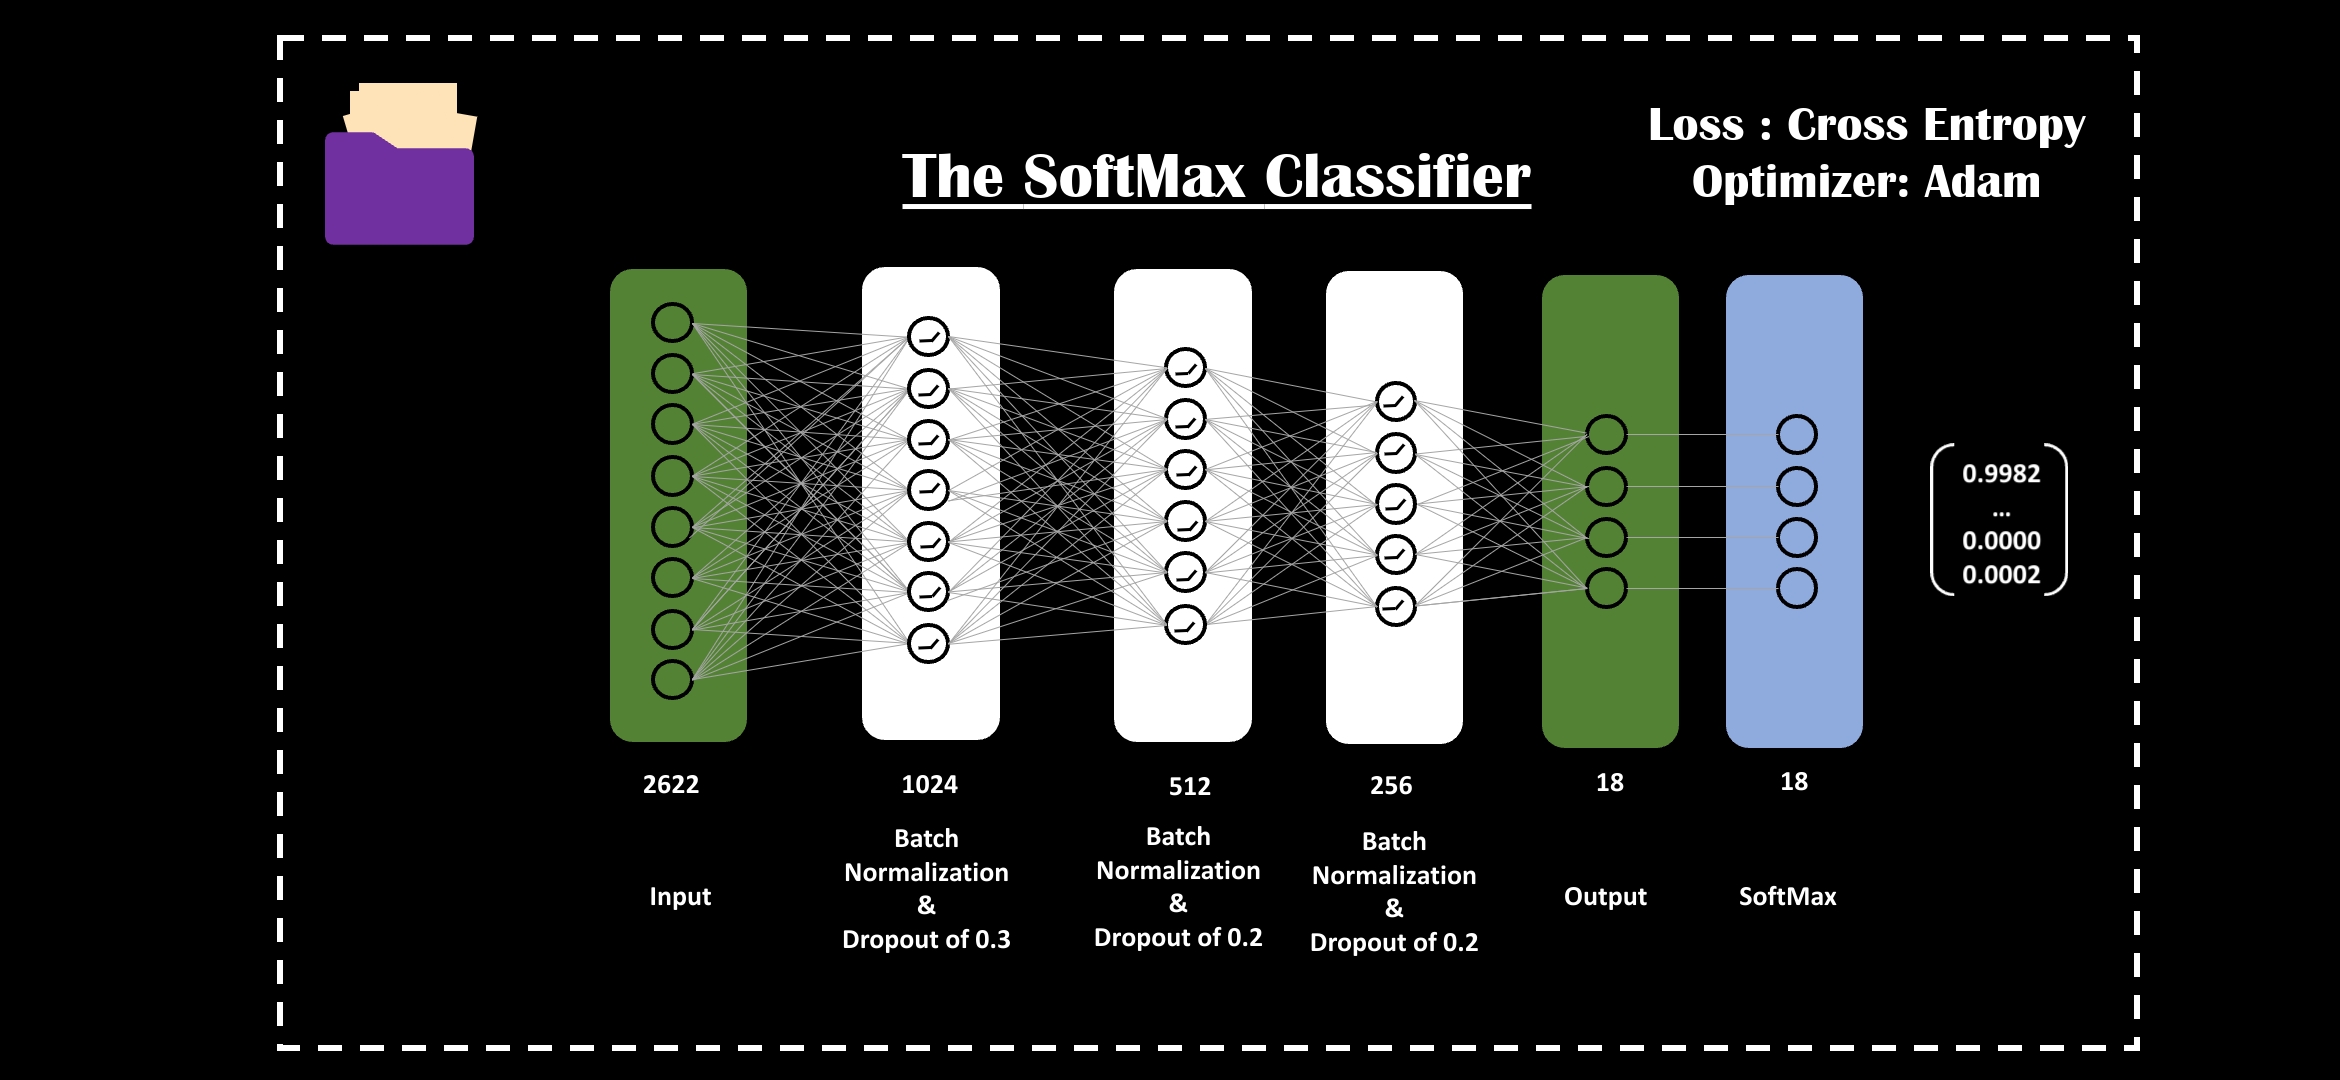 The SoftMax Classifier
Loss : Cross Entropy
Optimizer: Adam
0.9982
...
0.0000
0.0002
2622
1024
512
256
18
18
Input
Batch
Normalization
&
Dropout of 0.3
Batch
Normalization
&
Dropout of 0.2
Batch
Normalization
&
Dropout of 0.2
Output
SoftMax